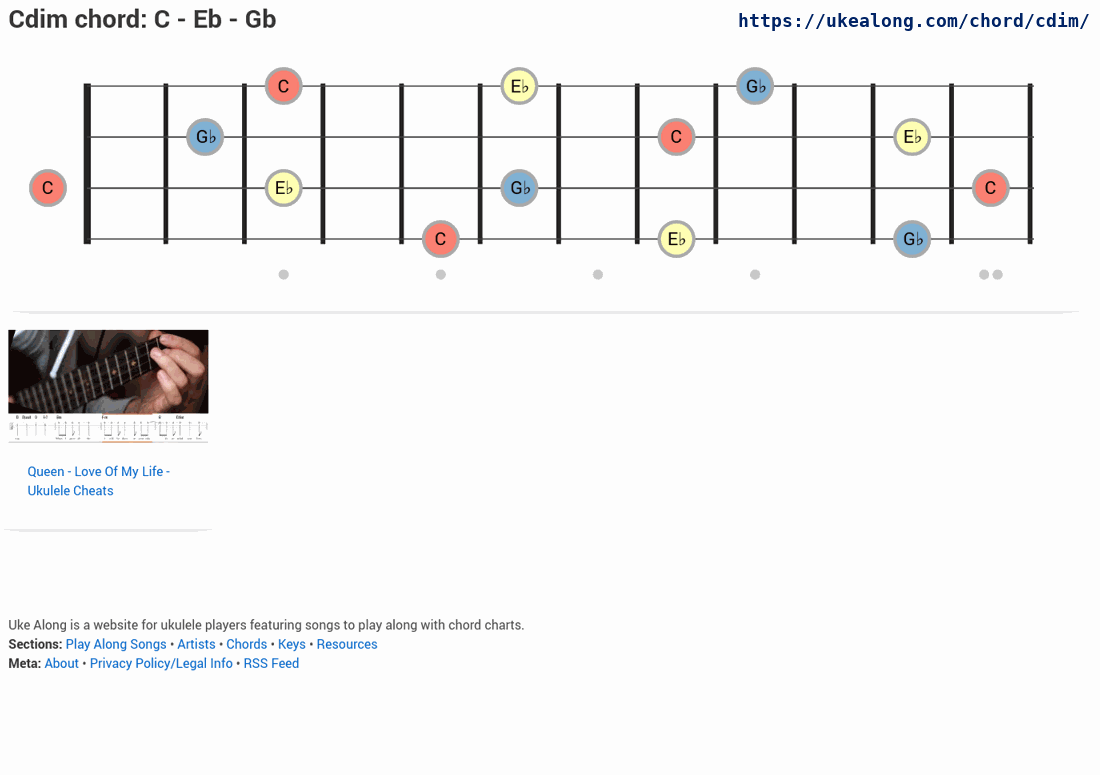 Cdim chord: C - Eb - Gb
https://ukealong.com/chord/cdim/
C E♭ G♭
G♭ C E♭
C E♭ G♭ C
C E♭ G♭
Queen - Love Of My Life -
Ukulele Cheats
Uke Along is a website for ukulele players featuring songs to play along with chord charts.
Sections: Play Along Songs • Artists • Chords • Keys • Resources
Meta: About • Privacy Policy/Legal Info • RSS Feed